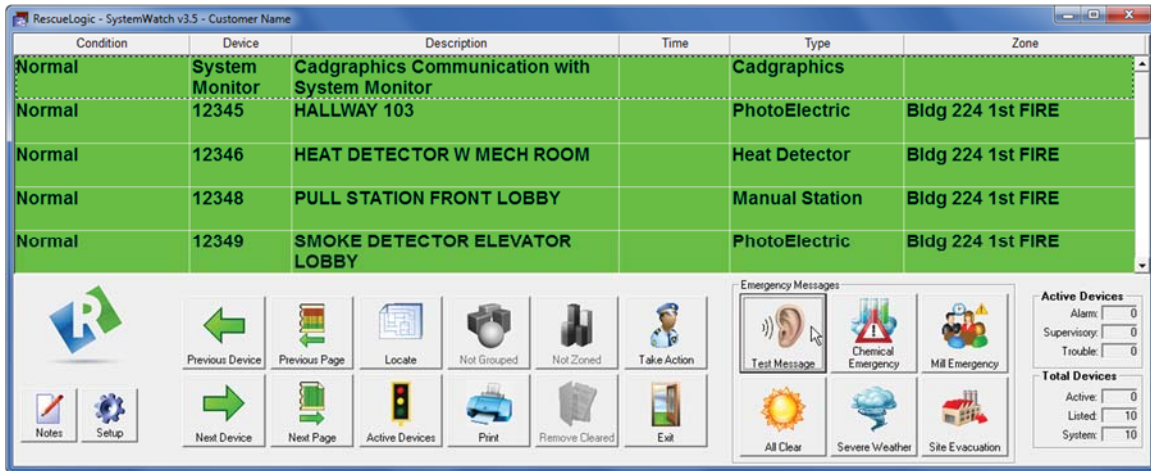 RescueLogic - SystemWatch v3.5 - Customer Name
Condition Device Description Time Type Zone
Normal System Monitor Cadgraphics Communication with System Monitor Cadgraphics
Normal 12345 HALLWAY 103 PhotoElectric Bldg 224 1st FIRE
Normal 12346 HEAT DETECTOR W MECH ROOM Heat Detector Bldg 224 1st FIRE
Normal 12348 PULL STATION FRONT LOBBY Manual Station Bldg 224 1st FIRE
Normal 12349 SMOKE DETECTOR ELEVATOR LOBBY PhotoElectric Bldg 224 1st FIRE
R
Notes Setup
Previous Device Previous Page Locate Not Grouped Not Zoned Take Action
Next Device Next Page Active Devices Print Remove Cleared Exit
Emergency Messages
Test Message Chemical Emergency Mill Emergency
All Clear Severe Weather Site Evacuation
Active Devices
Alarm: 0
Supervisory: 0
Trouble: 0
Total Devices
Active: 0
Listed: 10
System: 10